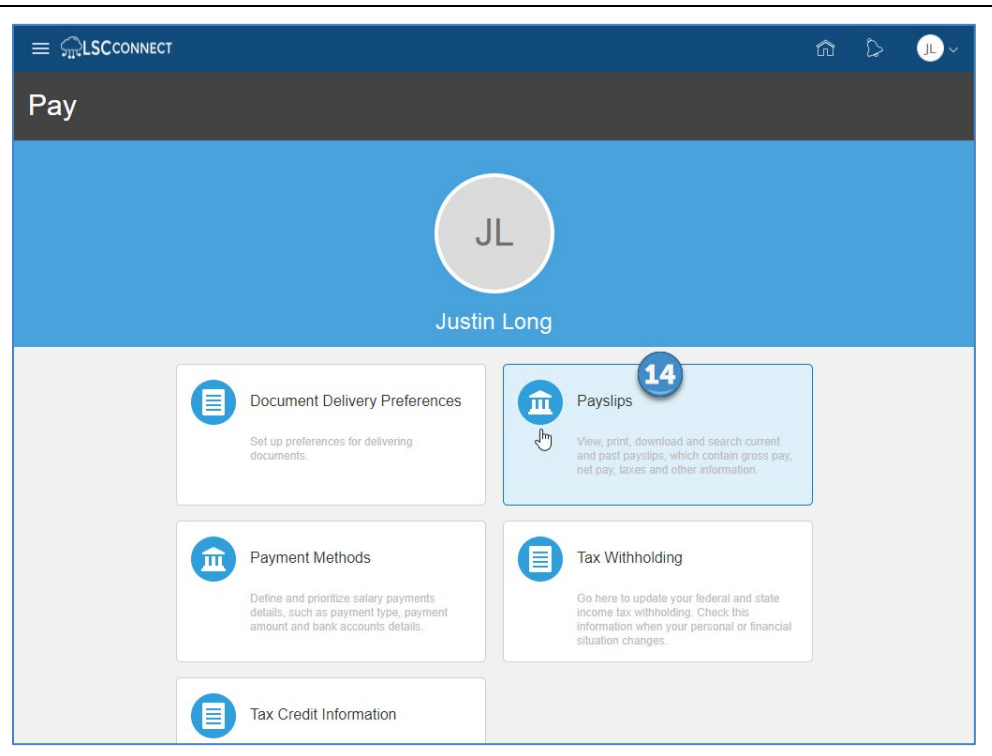 LSCCONNECT
JL
Pay
JL
Justin Long
Document Delivery Preferences
Set up preferences for delivering
documents.
14
Payslips
View, print, download and search current
and past payslips, which contain gross pay,
net pay, taxes and other information.
Payment Methods
Define and prioritize salary payments
details, such as payment type, payment
amount and bank accounts details.
Tax Withholding
Go here to update your federal and state
income tax withholding. Check this
information when your personal or financial
situation changes.
Tax Credit Information